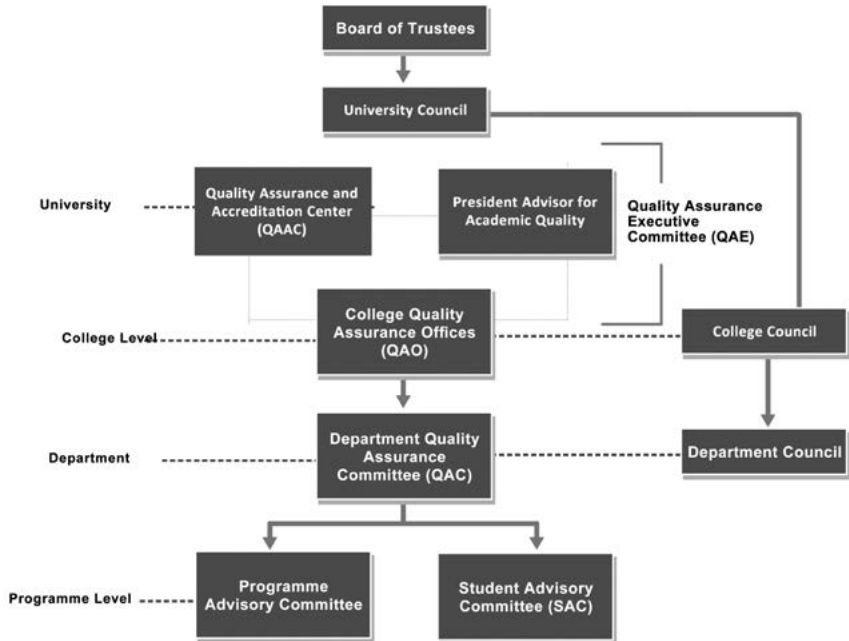 Board of Trustees
University Council
University
Quality Assurance and
Accreditation Center
(QAAC)
President Advisor for
Academic Quality
Quality Assurance
Executive
Committee (QAE)
College Level
College Quality
Assurance Offices
(QAO)
College Council
Department
Department Quality
Assurance
Committee (QAC)
Department Council
Programme Level
Programme
Advisory Committee
Student Advisory
Committee (SAC)